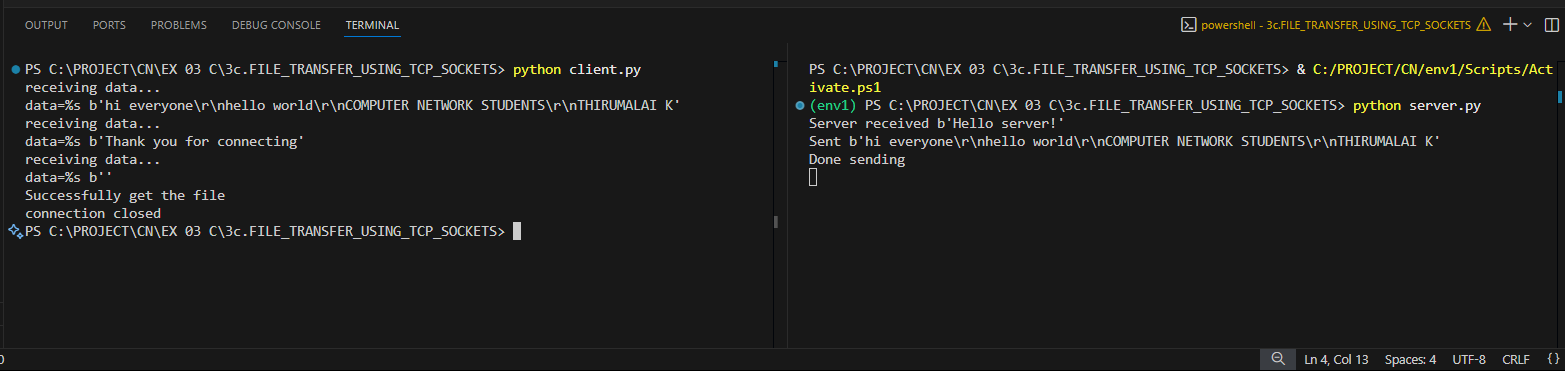 OUTPUT PORTS PROBLEMS DEBUG CONSOLE TERMINAL
powershell - 3c.FILE_TRANSFER_USING_TCP_SOCKETS
PS C:\PROJECT\CN\EX 03 C\3c.FILE_TRANSFER_USING_TCP_SOCKETS> python client.py
receiving data...
data=%s b'hi everyone\r\nhello world\r\nCOMPUTER NETWORK STUDENTS\r\nTHIRUMALAI K'
receiving data...
data=%s b'Thank you for connecting'
receiving data...
data=%s b''
Successfully get the file
connection closed
PS C:\PROJECT\CN\EX 03 C\3c.FILE_TRANSFER_USING_TCP_SOCKETS>
PS C:\PROJECT\CN\EX 03 C\3c.FILE_TRANSFER_USING_TCP_SOCKETS> & C:/PROJECT/CN/env1/Scripts/Act
ivate.ps1
(env1) PS C:\PROJECT\CN\EX 03 C\3c.FILE_TRANSFER_USING_TCP_SOCKETS> python server.py
Server received b'Hello server!'
Sent b'hi everyone\r\nhello world\r\nCOMPUTER NETWORK STUDENTS\r\nTHIRUMALAI K'
Done sending
0
Ln 4, Col 13 Spaces: 4 UTF-8 CRLF {}